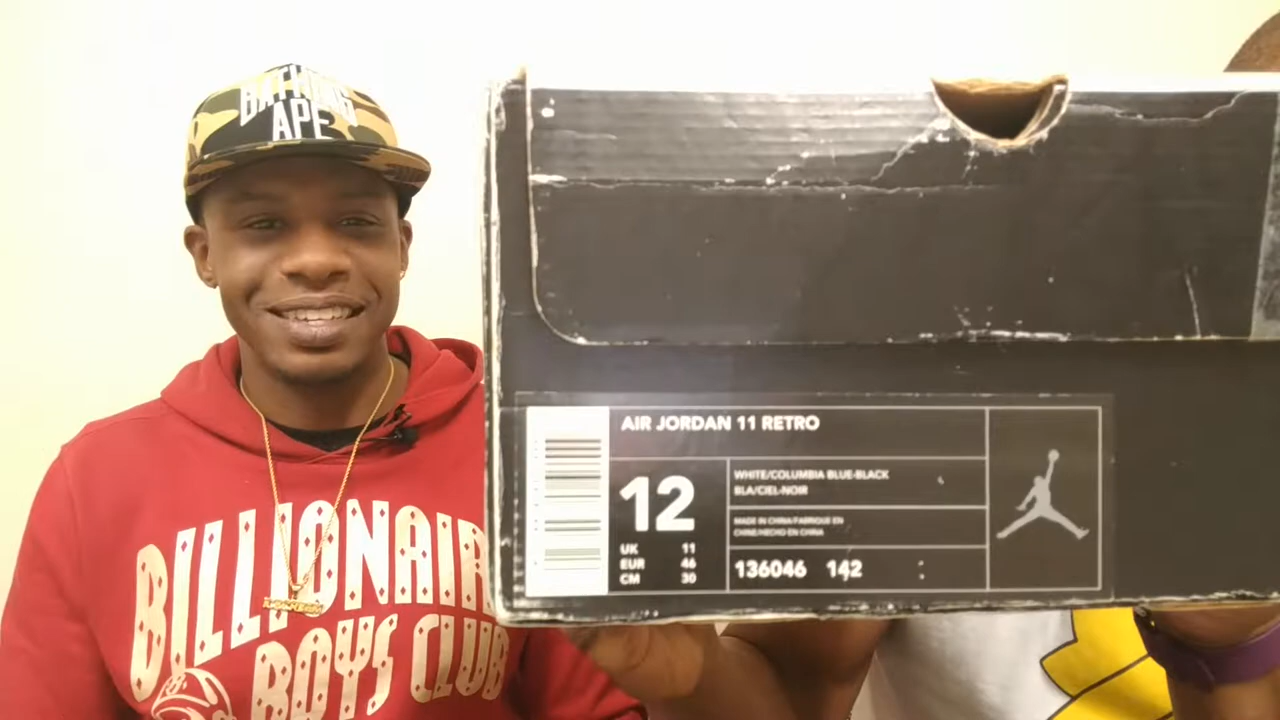 BATHING
APE
BILLIONAIR
BOYS CLUB
AIR JORDAN 11 RETRO
12
UK 11
EUR 46
CM 30
WHITE/COLUMBIA BLUE-BLACK
BLA/CIEL-NOIR
MADE IN CHINA/FABRIQUE EN
CHINE/HECHO EN CHINA
136046 142